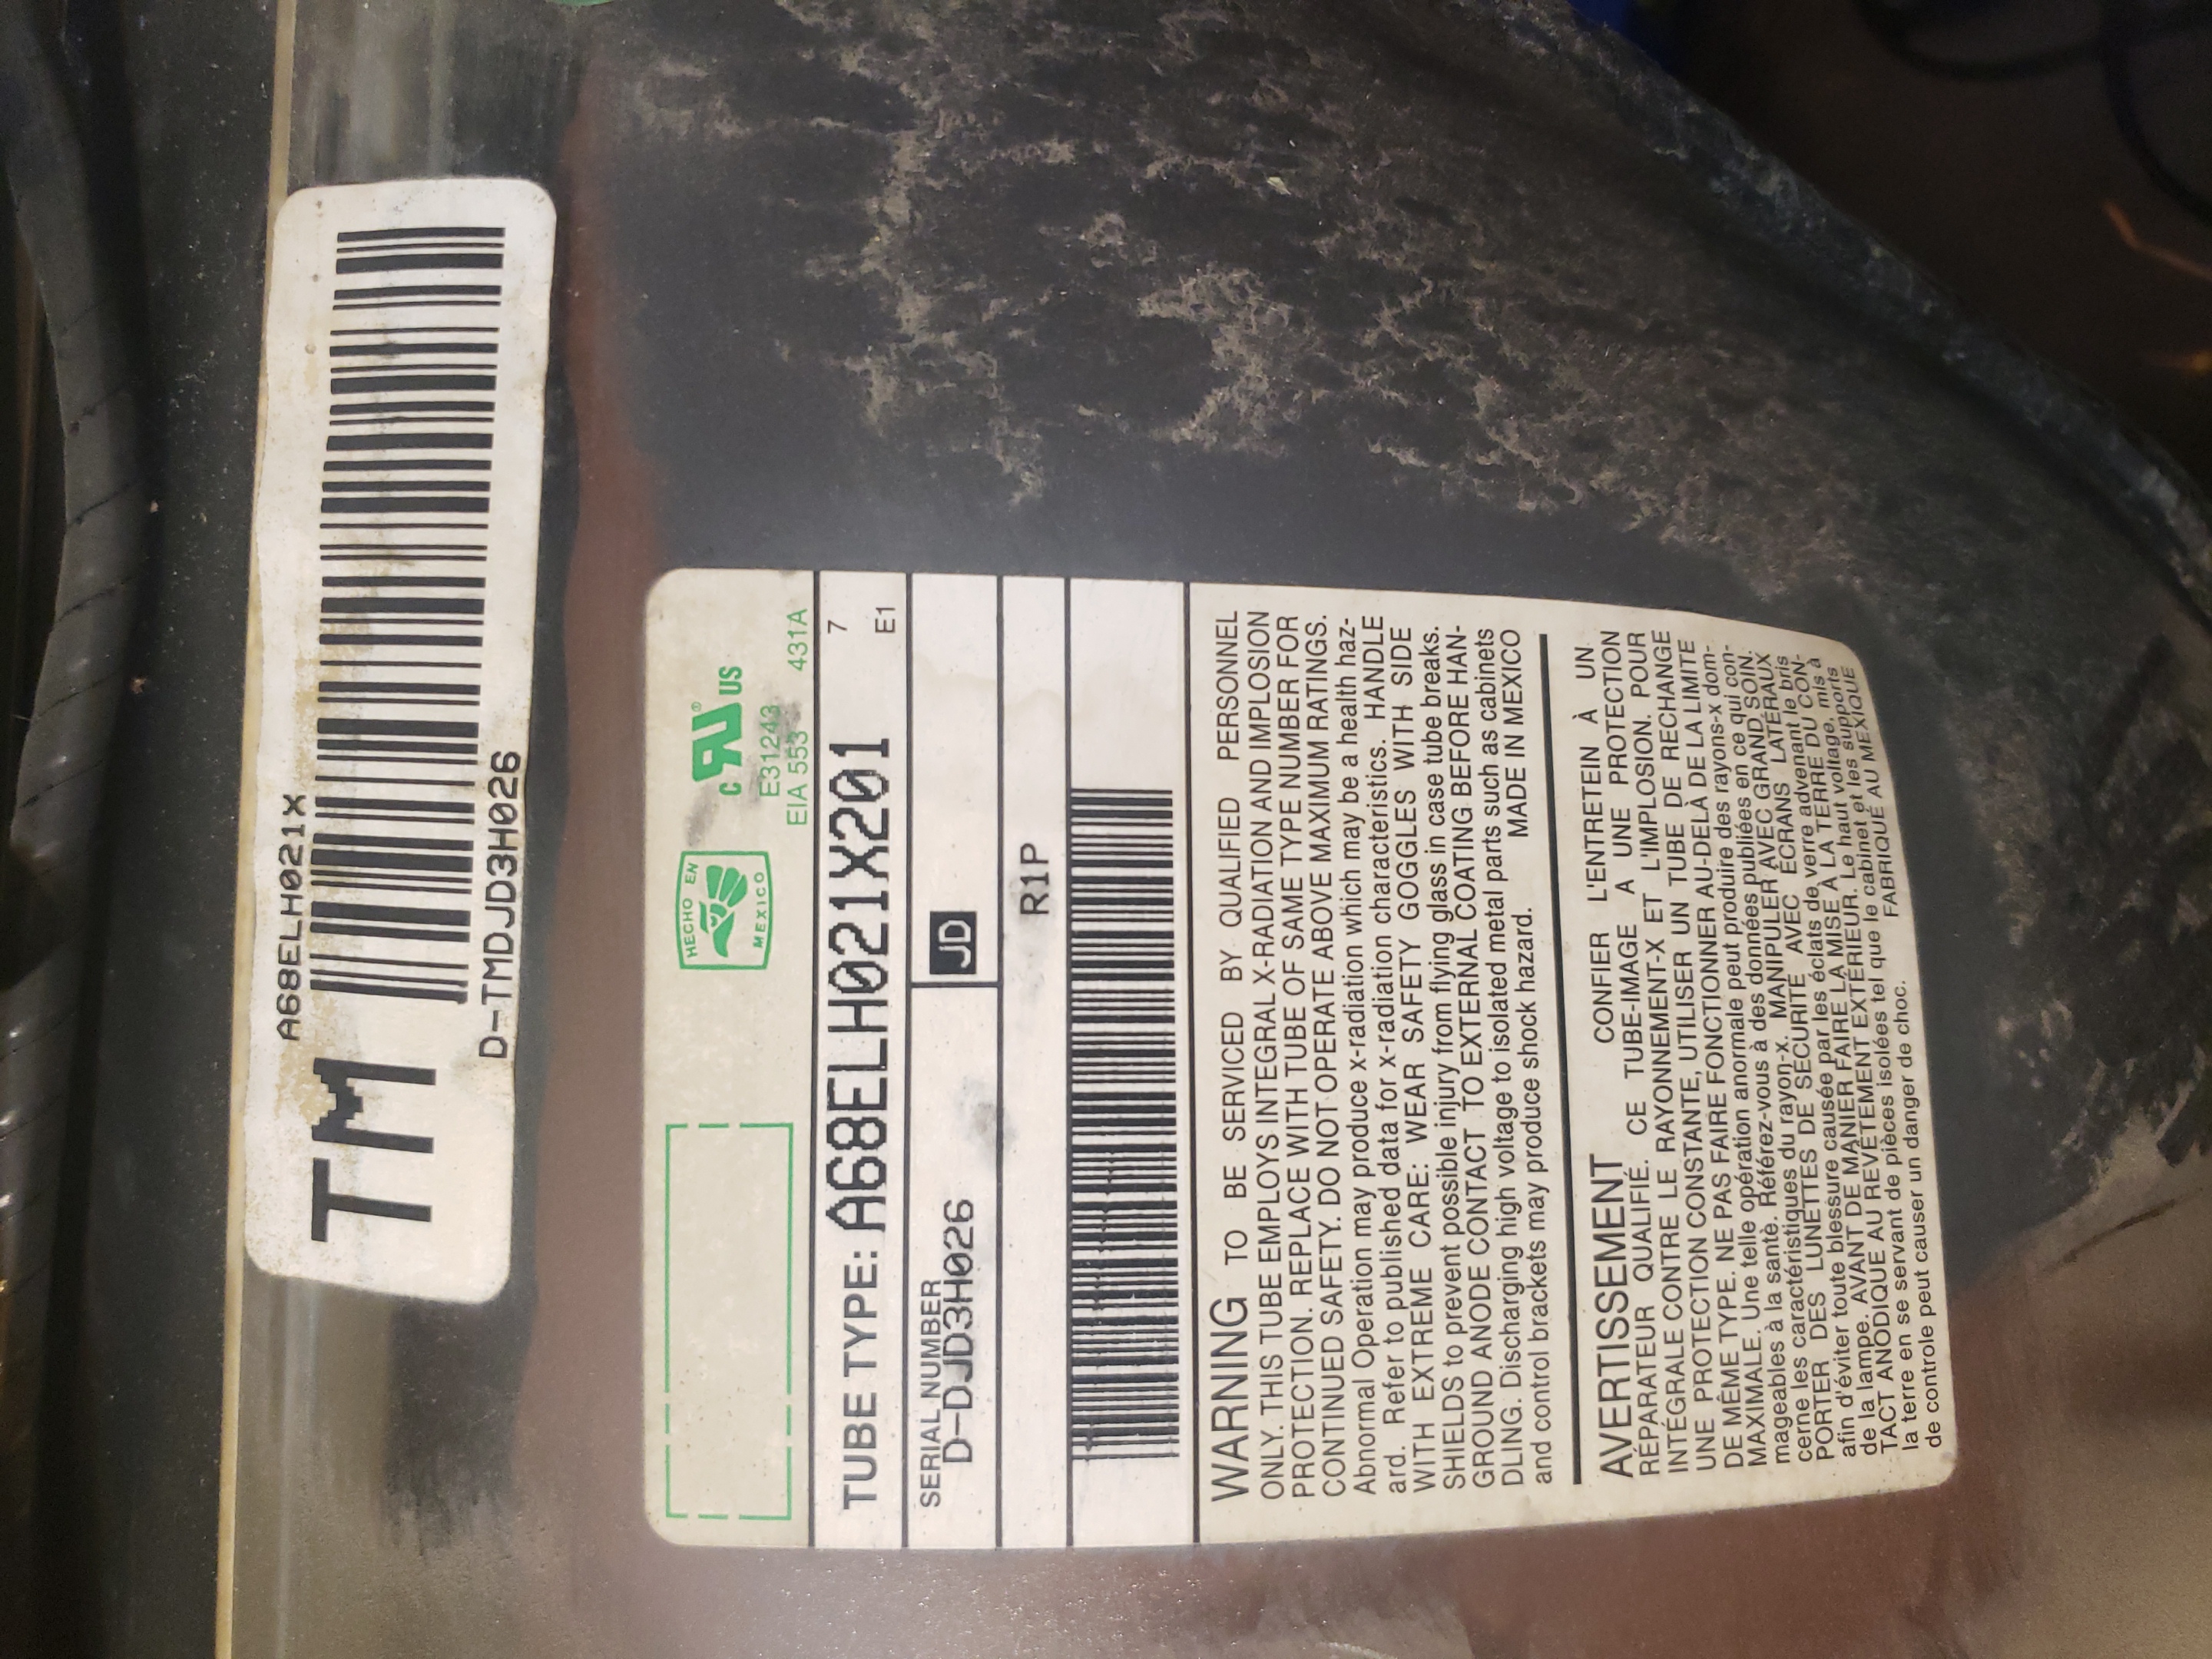 A68ELH021X
TM
D-TMDJD3H026
HECHO EN
MEXICO
c RU ® US
E31243
EIA 553 431A
TUBE TYPE: A68ELH021X201 7
E1
SERIAL NUMBER
D-DJD3H026
JD
R1P
WARNING TO BE SERVICED BY QUALIFIED PERSONNEL
ONLY. THIS TUBE EMPLOYS INTEGRAL X-RADIATION AND IMPLOSION
PROTECTION. REPLACE WITH TUBE OF SAME TYPE NUMBER FOR
CONTINUED SAFETY. DO NOT OPERATE ABOVE MAXIMUM RATINGS.
Abnormal Operation may produce x-radiation which may be a health haz-
ard. Refer to published data for x-radiation characteristics. HANDLE
WITH EXTREME CARE: WEAR SAFETY GOGGLES WITH SIDE
SHIELDS to prevent possible injury from flying glass in case tube breaks.
GROUND ANODE CONTACT TO EXTERNAL COATING BEFORE HAN-
DLING. Discharging high voltage to isolated metal parts such as cabinets
and control brackets may produce shock hazard. MADE IN MEXICO
AVERTISSEMENT CONFIER L'ENTRETEIN À UN
RÉPARATEUR QUALIFIÉ. CE TUBE-IMAGE A UNE PROTECTION
INTÉGRALE CONTRE LE RAYONNEMENT-X ET L'IMPLOSION. POUR
UNE PROTECTION CONSTANTE, UTILISER UN TUBE DE RECHANGE
DE MÊME TYPE. NE PAS FAIRE FONCTIONNER AU-DELÀ DE LA LIMITE
MAXIMALE. Une telle opération anormale peut produire des rayons-x dom-
mageables à la santè. Référez-vous à des données publiées en ce qui con-
cerne les caractéristiques du rayon-x. MANIPULER AVEC GRAND SOIN.
PORTER DES LUNETTES DE SÉCURITÉ AVEC ÉCRANS LATÉRAUX
afin d'éviter toute blessure causée par les éclats de verre advenant le bris
de la lampe. AVANT DE MANIER FAIRE LA MISE À LA TERRE DU CON-
TACT ANODIQUE AU REVÊTEMENT EXTÉRIEUR. Le haut voltage, mis à
la terre en se servant de pièces isolées tel que le cabinet et les supports
de controle peut causer un danger de choc. FABRIQUÉ AU MEXIQUE